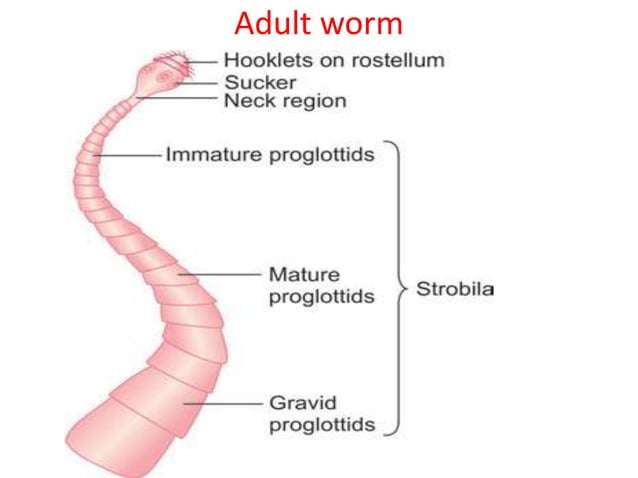 Adult worm
Hooklets on rostellum
Sucker
Neck region
Immature proglottids
Mature
proglottids
Strobila
Gravid
proglottids